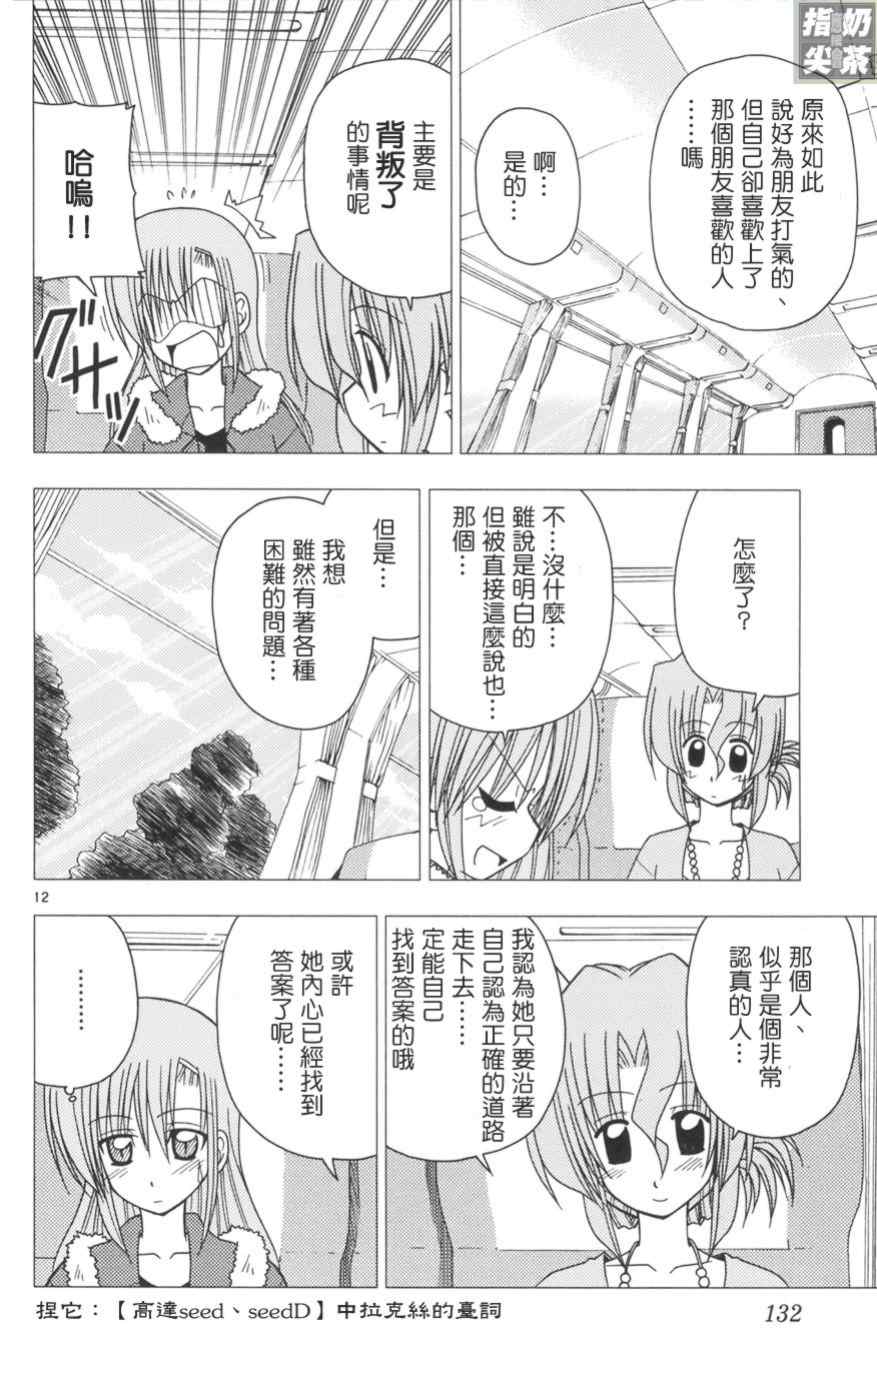 指奶
尖茶
原來如此
說好為朋友打氣的、
但自己卻喜歡上了
那個朋友喜歡的人
……嗎
啊…
是的…
主要是
背叛了
的事情呢
哈嗚!!
グサッ
怎麼了?
不…沒什麼…
雖說是明白的
但被直接這麼說也…
那個…
但是…
我想
雖然有著各種
困難的問題…
12
那個人、
似乎是個非常
認真的人…
我認為她只要沿著
自己認為正確的道路
走下去……
定能自己
找到答案的哦
或許
她內心已經找到
答案了呢……
………
捏它：【高達seed、seedD】中拉克絲的臺詞
132